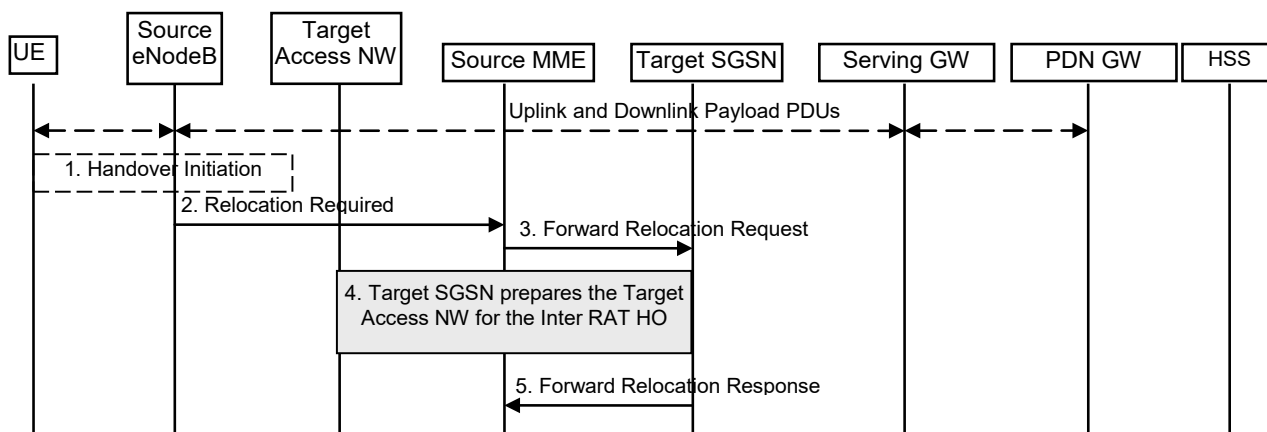 UE
Source
eNodeB
Target
Access NW
Source MME
Target SGSN
Serving GW
PDN GW
HSS
Uplink and Downlink Payload PDUs
1. Handover Initiation
2. Relocation Required
3. Forward Relocation Request
4. Target SGSN prepares the Target
Access NW for the Inter RAT HO
5. Forward Relocation Response